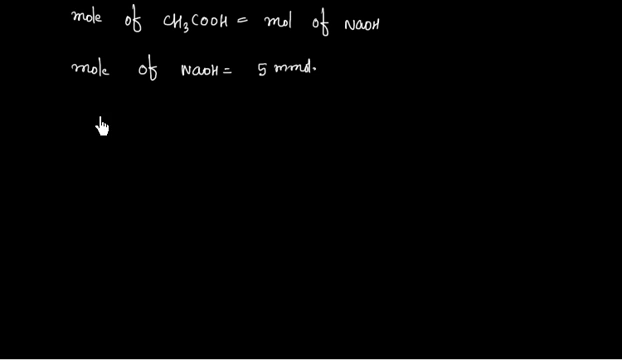 mole of CH₃COOH = mol of NaOH
mole of NaOH = 5 mmol.